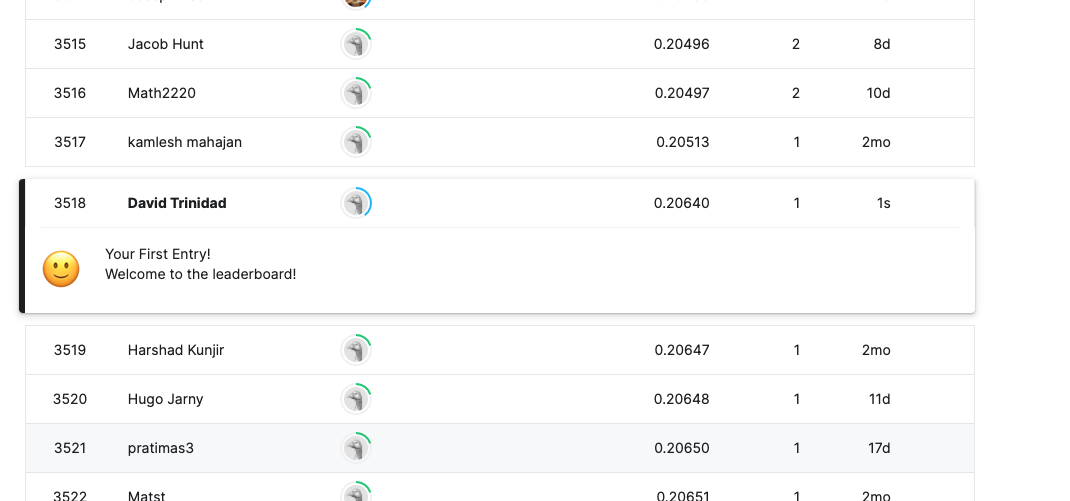 3515 Jacob Hunt 0.20496 2 8d
3516 Math2220 0.20497 2 10d
3517 kamlesh mahajan 0.20513 1 2mo
3518 David Trinidad 0.20640 1 1s
Your First Entry!
Welcome to the leaderboard!
3519 Harshad Kunjir 0.20647 1 2mo
3520 Hugo Jarny 0.20648 1 11d
3521 pratimas3 0.20650 1 17d
3522 Matst 0.20651 1 2mo